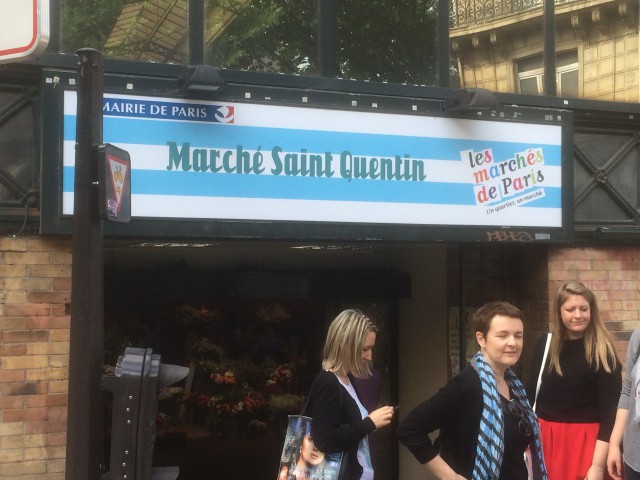 MAIRIE DE PARIS
Marché Saint Quentin
les
marchés
de Paris
Un quartier, un marché